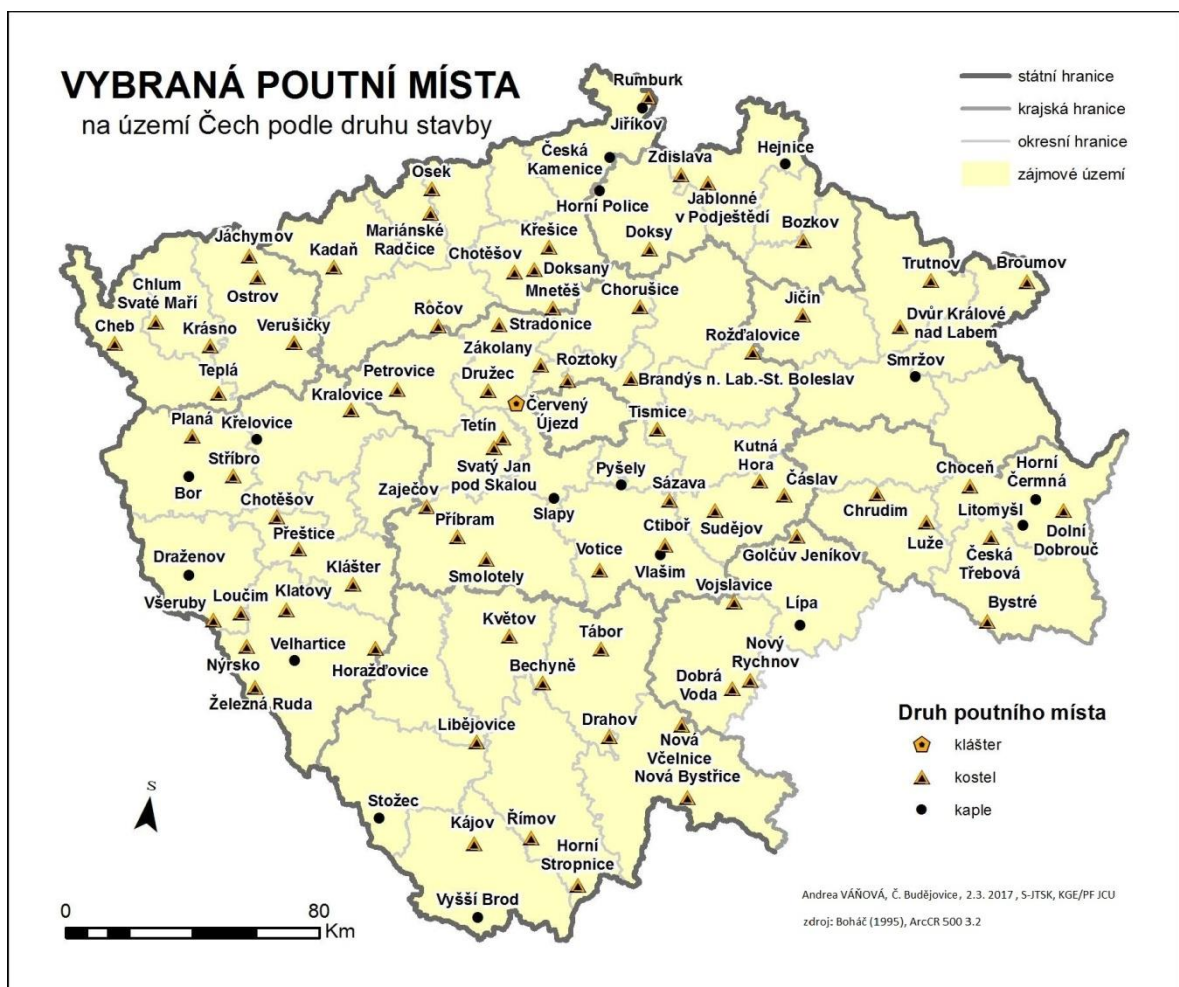 VYBRANÁ POUTNÍ MÍSTA
na území Čech podle druhu stavby
státní hranice
krajská hranice
okresní hranice
zájmové území
Rumburk
Jiříkov
Česká
Kamenice
Zdislava
Hejnice
Osek
Horní Police
Jablonné
v Podještědí
Mariánské
Radčice
Křešice
Doksy
Bozkov
Jáchymov
Kadaň
Chotěšov
Doksany
Trutnov
Broumov
Chlum
Svaté Maří
Ostrov
Mnetěš
Chorušice
Jičín
Cheb
Krásno
Verušičky
Ročov
Stradonice
Rožďalovice
Dvůr Králové
nad Labem
Zákolany
Roztoky
Smržov
Teplá
Petrovice
Družec
Brandýs n. Lab.-St. Boleslav
Kralovice
Červený
Újezd
Tismice
Planá
Křelovice
Tetín
Kutná
Hora
Stříbro
Svatý Jan
pod Skalou
Pyšely
Čáslav
Choceň
Horní
Čermná
Bor
Zaječov
Slapy
Sázava
Chotěšov
Příbram
Ctiboř
Sudějov
Chrudim
Litomyšl
Přeštice
Luže
Dolní
Dobrouč
Draženov
Smolotely
Votice
Vlašim
Golčův Jeníkov
Česká
Třebová
Klášter
Vojslavice
Všeruby
Loučim
Klatovy
Lípa
Bystré
Květov
Tábor
Nýrsko
Velhartice
Horažďovice
Bechyně
Nový
Rychnov
Dobrá
Voda
Železná Ruda
Libějovice
Drahov
Nová
Včelnice
Nová Bystřice
Druh poutního místa
klášter
kostel
kaple
S
Stožec
Kájov
Římov
Horní
Stropnice
Vyšší Brod
0
80
Km
Andrea VÁŇOVÁ, Č. Budějovice , 2.3. 2017 , S-JTSK, KGE/PF JCU
zdroj: Boháč (1995), ArcCR 500 3.2